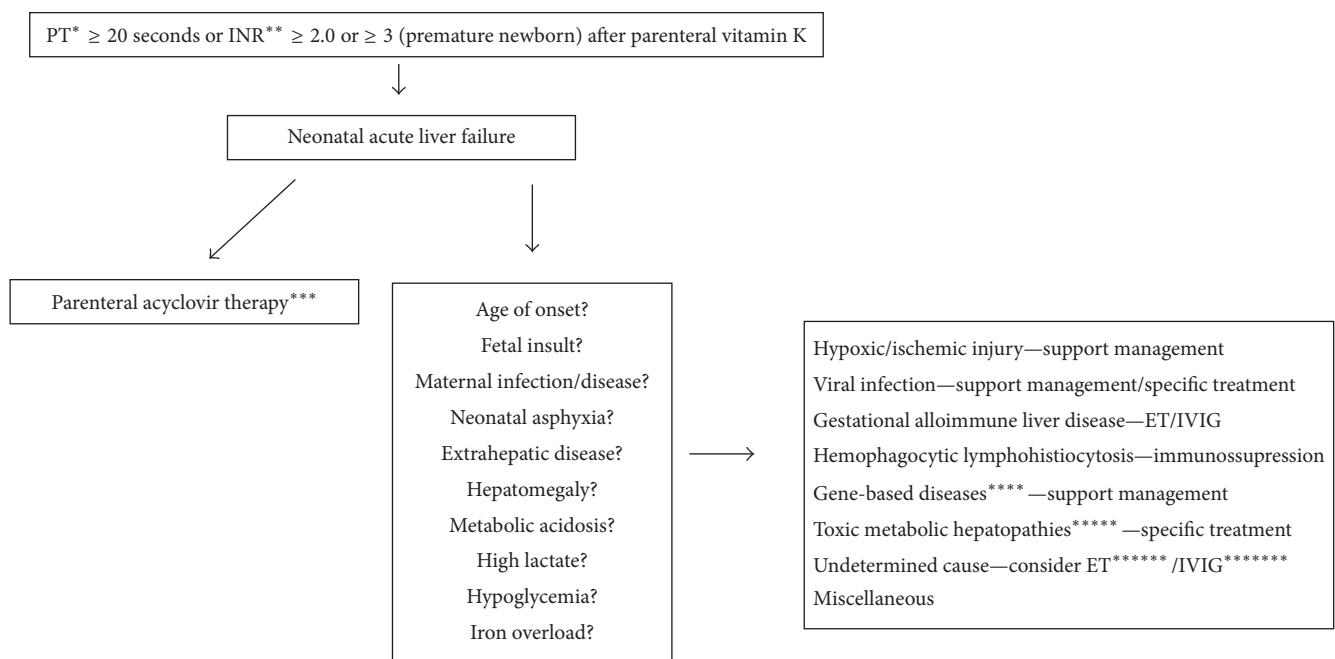 PT* ≥ 20 seconds or INR** ≥ 2.0 or ≥ 3 (premature newborn) after parenteral vitamin K
Neonatal acute liver failure
Parenteral acyclovir therapy***
Age of onset?
Fetal insult?
Maternal infection/disease?
Neonatal asphyxia?
Extrahepatic disease?
Hepatomegaly?
Metabolic acidosis?
High lactate?
Hypoglycemia?
Iron overload?
Hypoxic/ischemic injury—support management
Viral infection—support management/specific treatment
Gestational alloimmune liver disease—ET/IVIG
Hemophagocytic lymphohistiocytosis—immunossupression
Gene-based diseases**** —support management
Toxic metabolic hepatopathies***** —specific treatment
Undetermined cause—consider ET****** /IVIG*******
Miscellaneous